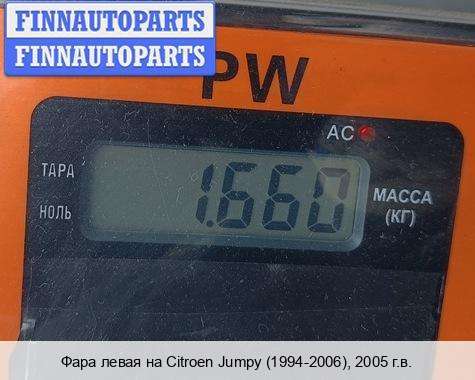 FINNAUTOPARTS
FINNAUTOPARTS
PW
AC
ТАРА
1.660
МАССА
НОЛЬ
(КГ)
Фара левая на Citroen Jumpy (1994-2006), 2005 г.в.